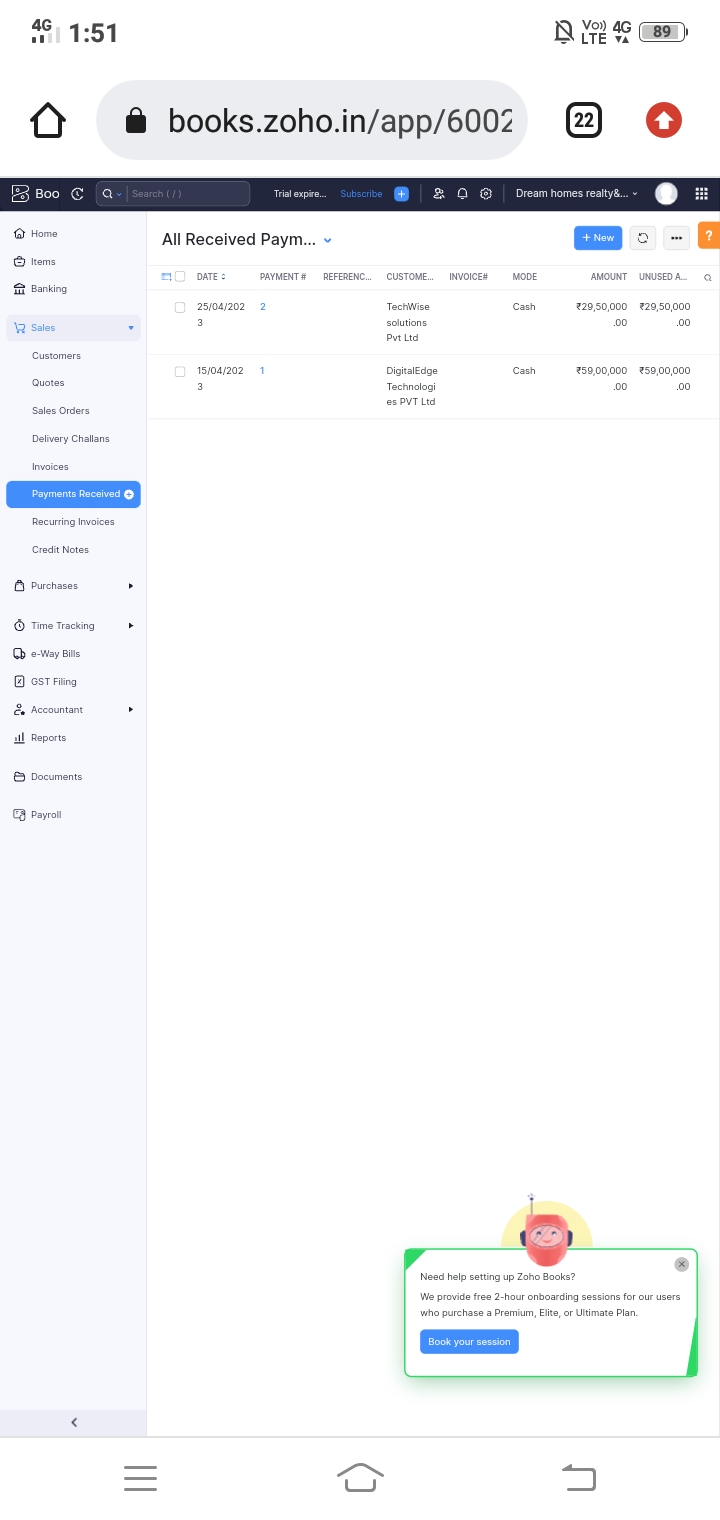 4G 1:51 Vo)) LTE 4G 89
books.zoho.in/app/6002
22
Boo Search ( / ) Trial expire... Subscribe Dream homes realty&...
Home
Items
Banking
Sales
Customers
Quotes
Sales Orders
Delivery Challans
Invoices
Payments Received
Recurring Invoices
Credit Notes
Purchases
Time Tracking
e-Way Bills
GST Filing
Accountant
Reports
Documents
Payroll
All Received Paym...
+ New
?
DATE PAYMENT # REFERENC... CUSTOME... INVOICE# MODE AMOUNT UNUSED A...
25/04/202 2 TechWise Cash ₹29,50,000 ₹29,50,000
3 solutions .00 .00
Pvt Ltd
15/04/202 1 DigitalEdge Cash ₹59,00,000 ₹59,00,000
3 Technologi .00 .00
es PVT Ltd
Need help setting up Zoho Books?
We provide free 2-hour onboarding sessions for our users
who purchase a Premium, Elite, or Ultimate Plan.
Book your session